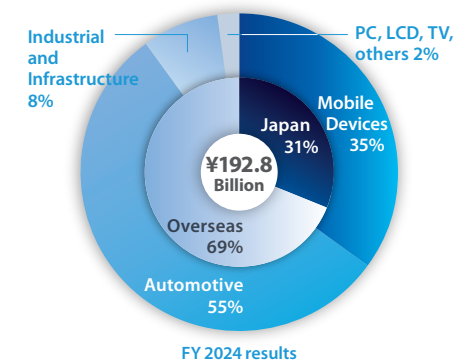 Industrial
and
Infrastructure
8%
PC, LCD, TV,
others 2%
Mobile
Devices
35%
Japan
31%
¥192.8
Billion
Overseas
69%
Automotive
55%
FY 2024 results